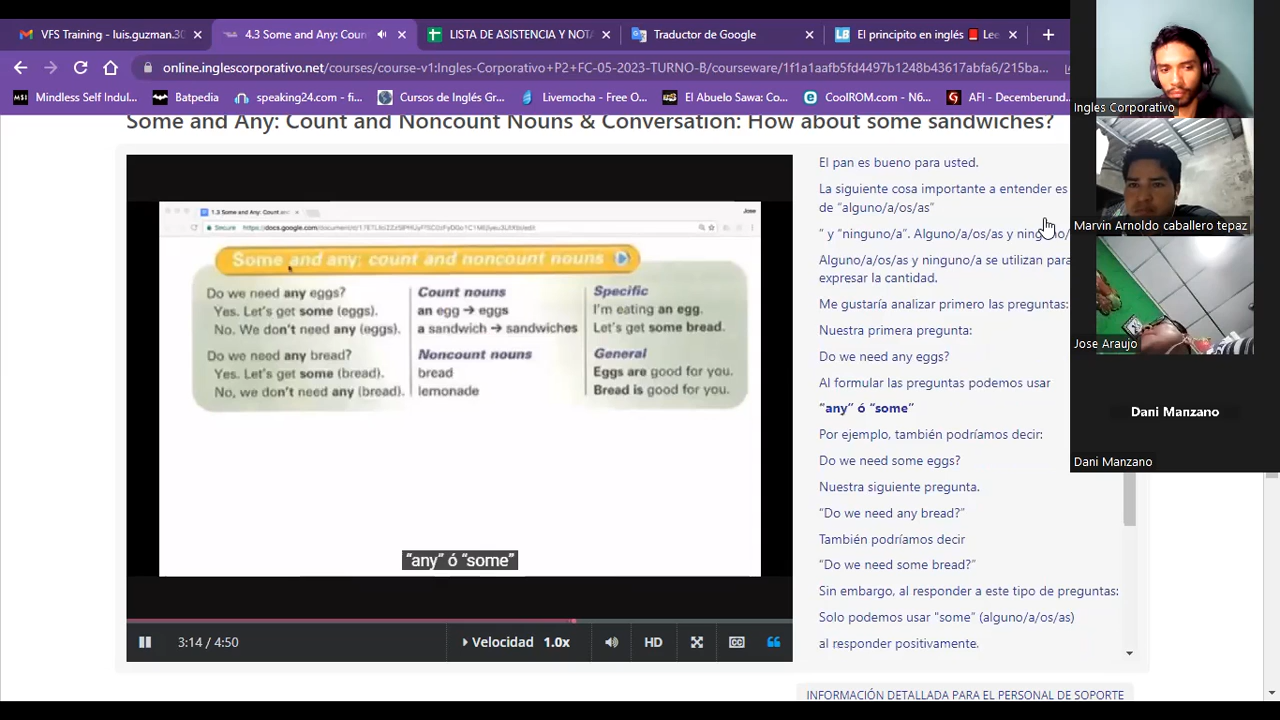 VFS Training - luis.guzman.30
4.3 Some and Any: Coun
LISTA DE ASISTENCIA Y NOTA
Traductor de Google
El principito en inglés
Lee
online.inglescorporativo.net/courses/course-v1:Ingles-Corporativo+P2+FC-05-2023-TURNO-B/courseware/1f1a1aafb5fd4497b1248b43617abfa6/215ba...
Mindless Self Indul...
Batpedia
speaking24.com - fi...
Cursos de Inglés Gr...
Livemocha - Free O...
El Abuelo Sawa: Co...
CoolROM.com - N6...
AFI - Decemberund...
Some and Any: Count and Noncount Nouns & Conversation: How about some sandwiches?
1.3 Some and Any: Count and
Jose
Secure
Some and any; count and noncount nouns
Do we need any eggs?
Yes. Let's get some (eggs).
No. We don't need any (eggs).
Do we need any bread?
Yes. Let's get some (bread).
No, we don't need any (bread).
Count nouns
an egg → eggs
a sandwich → sandwiches
Noncount nouns
bread
lemonade
Specific
I'm eating an egg.
Let's get some bread.
General
Eggs are good for you.
Bread is good for you.
"any" ó "some"
3:14 / 4:50
Velocidad 1.0x
HD
El pan es bueno para usted.
La siguiente cosa importante a entender es
de "alguno/a/os/as"
" y "ninguno/a". Alguno/a/os/as y ninguno/
Alguno/a/os/as y ninguno/a se utilizan para
expresar la cantidad.
Me gustaría analizar primero las preguntas:
Nuestra primera pregunta:
Do we need any eggs?
Al formular las preguntas podemos usar
“any” ó “some”
Por ejemplo, también podríamos decir:
Do we need some eggs?
Nuestra siguiente pregunta.
“Do we need any bread?”
También podríamos decir
“Do we need some bread?”
Sin embargo, al responder a este tipo de preguntas:
Solo podemos usar "some" (alguno/a/os/as)
al responder positivamente.
INFORMACIÓN DETALLADA PARA EL PERSONAL DE SOPORTE
Ingles Corporativo
Marvin Arnoldo caballero tepaz
Jose Araujo
Dani Manzano
Dani Manzano